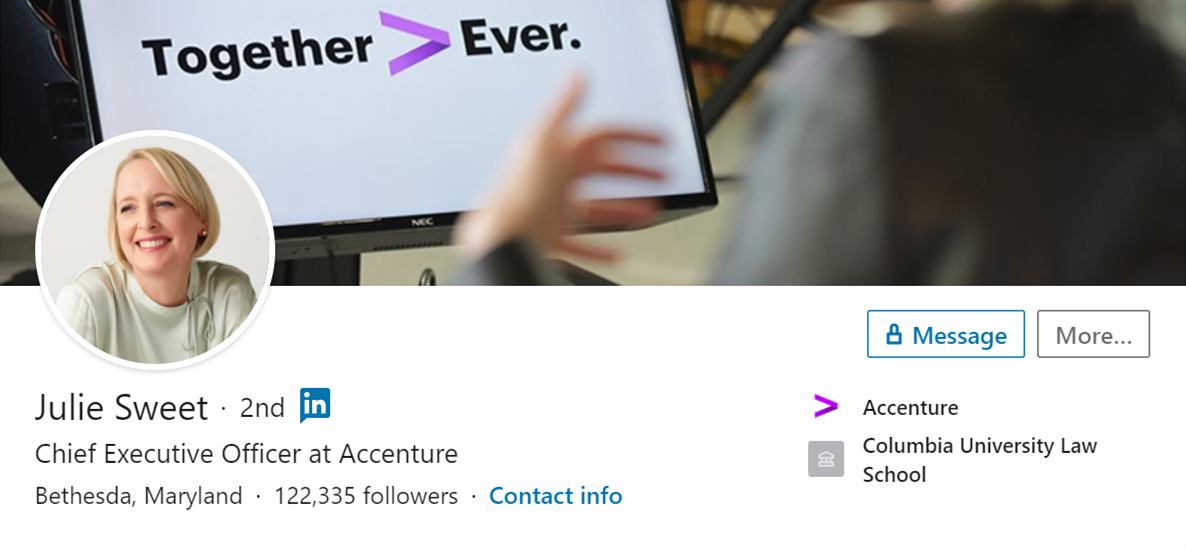 Together > Ever.
NEC
Message
More...
Julie Sweet · 2nd in
Accenture
Chief Executive Officer at Accenture
Columbia University Law
School
Bethesda, Maryland · 122,335 followers · Contact info